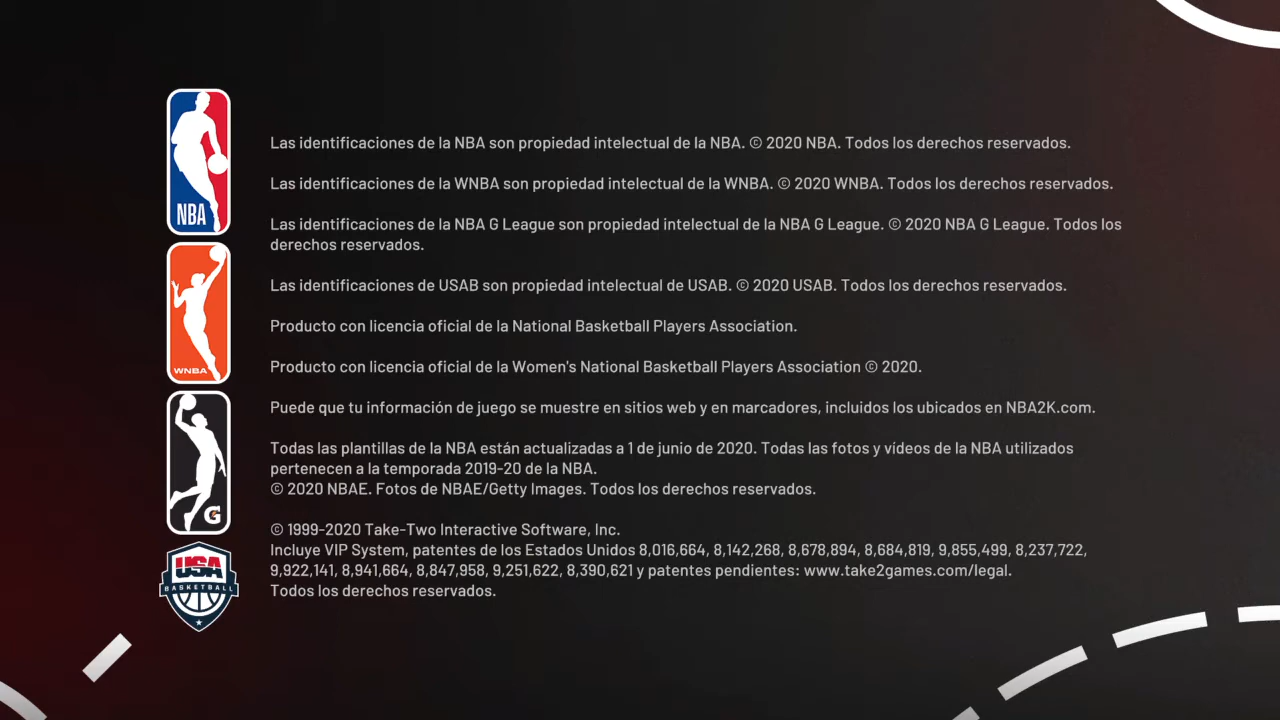 NBA
WNBA
G
USA
BASKETBALL
Las identificaciones de la NBA son propiedad intelectual de la NBA. © 2020 NBA. Todos los derechos reservados.
Las identificaciones de la WNBA son propiedad intelectual de la WNBA. © 2020 WNBA. Todos los derechos reservados.
Las identificaciones de la NBA G League son propiedad intelectual de la NBA G League. © 2020 NBA G League. Todos los
derechos reservados.
Las identificaciones de USAB son propiedad intelectual de USAB. © 2020 USAB. Todos los derechos reservados.
Producto con licencia oficial de la National Basketball Players Association.
Producto con licencia oficial de la Women's National Basketball Players Association © 2020.
Puede que tu información de juego se muestre en sitios web y en marcadores, incluidos los ubicados en NBA2K.com.
Todas las plantillas de la NBA están actualizadas a 1 de junio de 2020. Todas las fotos y vídeos de la NBA utilizados
pertenecen a la temporada 2019-20 de la NBA.
© 2020 NBAE. Fotos de NBAE/Getty Images. Todos los derechos reservados.
© 1999-2020 Take-Two Interactive Software, Inc.
Incluye VIP System, patentes de los Estados Unidos 8,016,664, 8,142,268, 8,678,894, 8,684,819, 9,855,499, 8,237,722,
9,922,141, 8,941,664, 8,847,958, 9,251,622, 8,390,621 y patentes pendientes: www.take2games.com/legal.
Todos los derechos reservados.